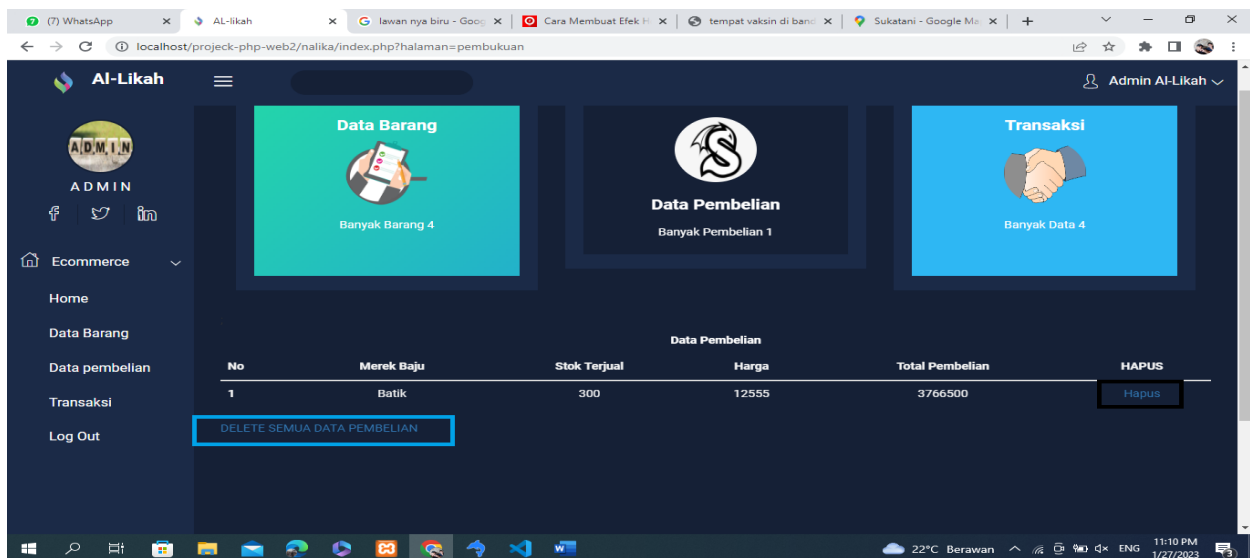 (7) WhatsApp
AL-likah
lawan nya biru - Goog
Cara Membuat Efek H
tempat vaksin di band
Sukatani - Google Ma
localhost/projeck-php-web2/nalika/index.php?halaman=pembukuan
Al-Likah
Admin Al-Likah
ADMIN
ADMIN
Ecommerce
Home
Data Barang
Data pembelian
Transaksi
Log Out
Data Barang
Banyak Barang 4
Data Pembelian
Banyak Pembelian 1
Transaksi
Banyak Data 4
Data Pembelian
No Merek Baju Stok Terjual Harga Total Pembelian HAPUS
1 Batik 300 12555 3766500 Hapus
DELETE SEMUA DATA PEMBELIAN
22°C Berawan ENG 11:10 PM
1/27/2023